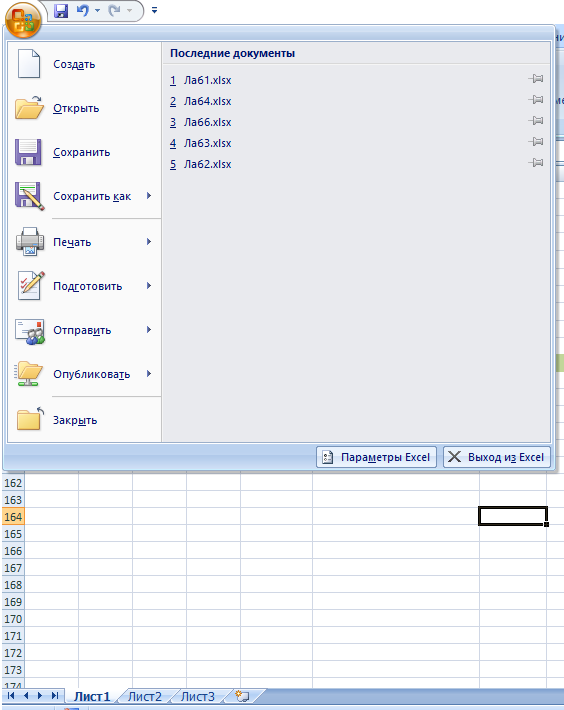 Последние документы
Создать
1 Ла61.xlsx
2 Ла64.xlsx
Открыть
3 Ла66.xlsx
4 Ла63.xlsx
Сохранить
5 Ла62.xlsx
Сохранить как
Печать
Подготовить
Отправить
Опубликовать
Закрыть
Параметры Excel
Выход из Excel
162
163
164
165
166
167
168
169
170
171
172
173
174
Лист1 Лист2 Лист3